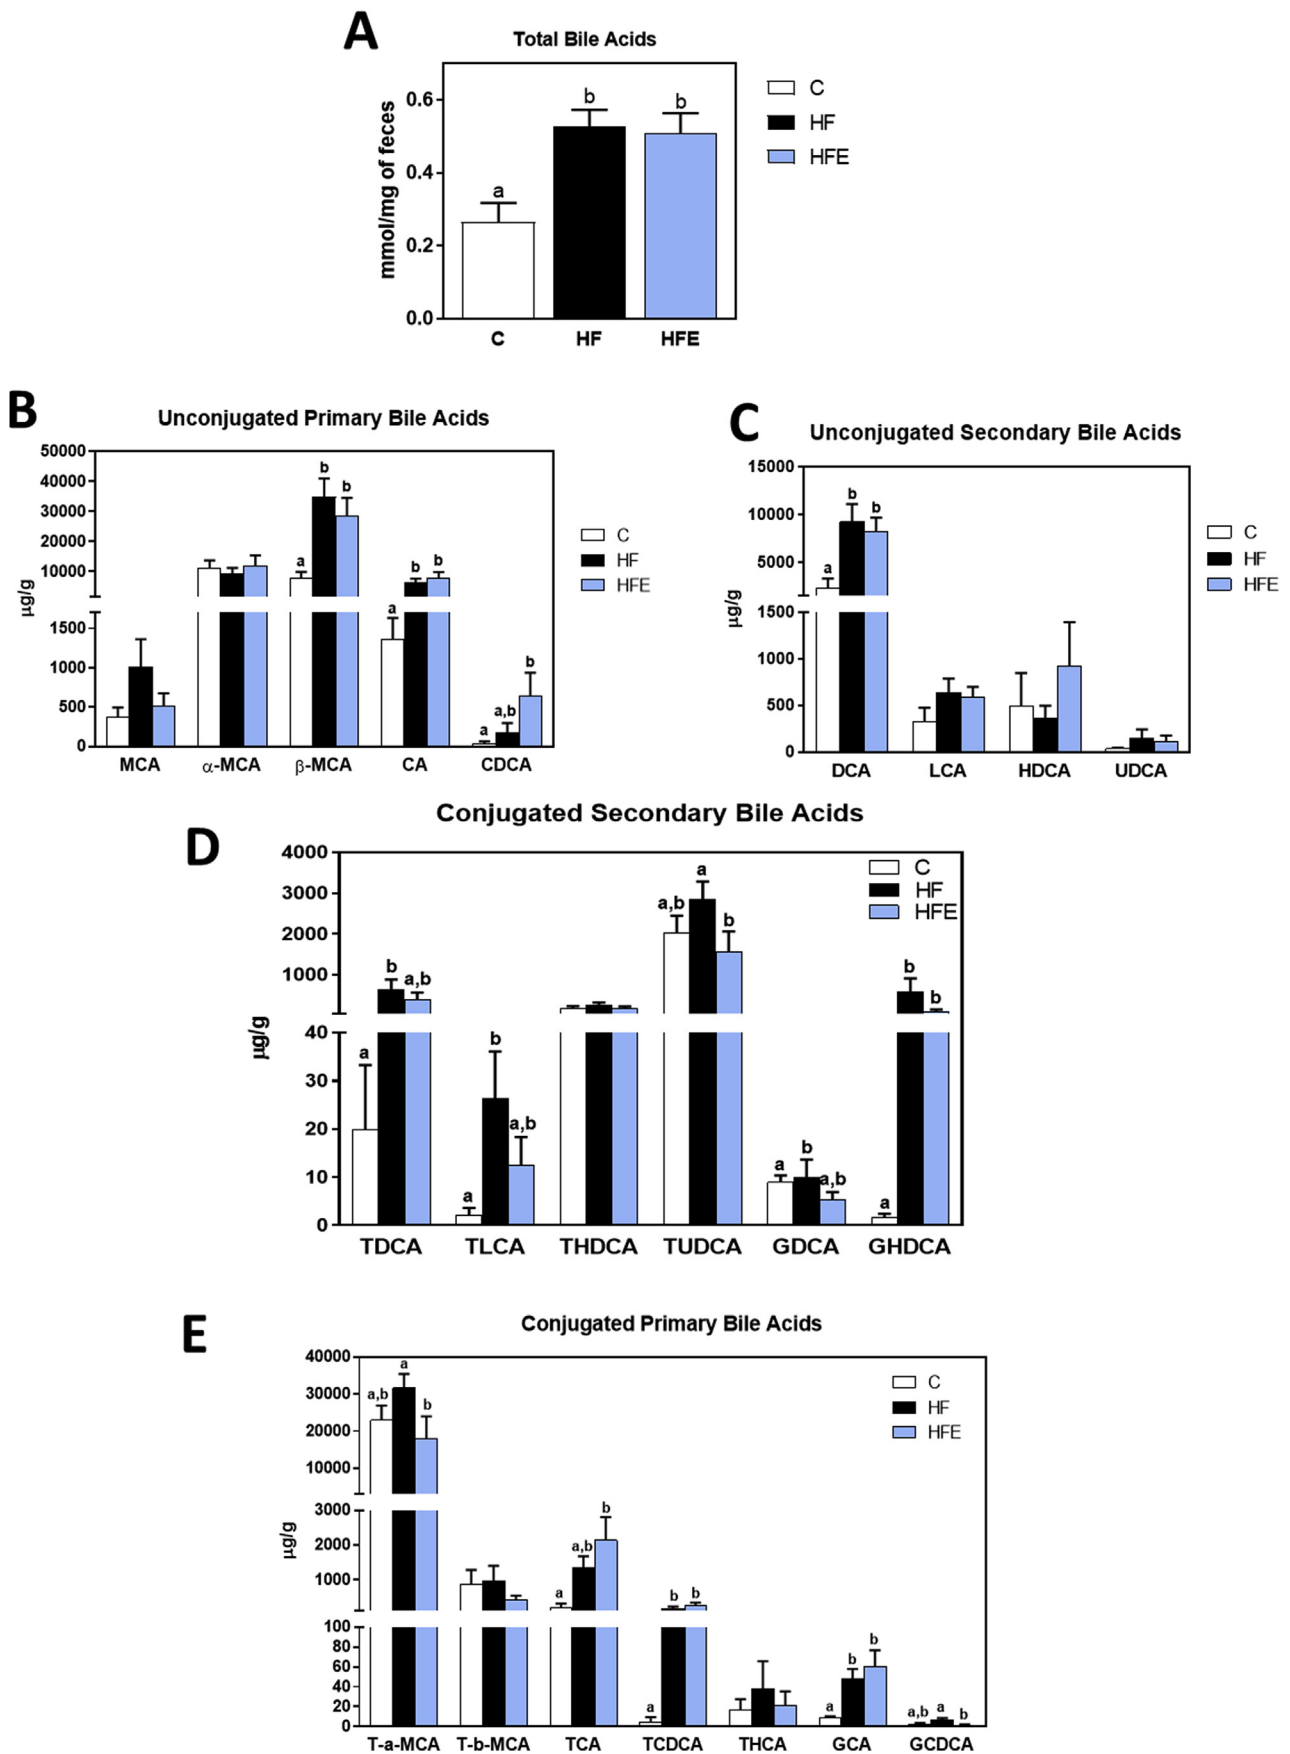 A
Total Bile Acids
mmol/mg of feces
0.6
0.4
0.2
0.0
a
b
b
C
HF
HFE
C
HF
HFE
B
Unconjugated Primary Bile Acids
µg/g
50000
40000
30000
20000
10000
1500
1000
500
0
a
b
b
a
b
b
a
a,b
b
MCA
α-MCA
β-MCA
CA
CDCA
C
HF
HFE
C
Unconjugated Secondary Bile Acids
µg/g
15000
10000
5000
1500
1000
500
0
a
b
b
DCA
LCA
HDCA
UDCA
C
HF
HFE
D
Conjugated Secondary Bile Acids
µg/g
4000
3000
2000
1000
40
30
20
10
0
a
b
a,b
a
b
a,b
a,b
a
b
a
b
a,b
a
b
b
TDCA
TLCA
THDCA
TUDCA
GDCA
GHDCA
C
HF
HFE
E
Conjugated Primary Bile Acids
µg/g
40000
30000
20000
10000
3000
2000
1000
100
80
60
40
20
0
a,b
a
b
a
a,b
b
a
b
b
a
b
b
a,b
a
b
T-a-MCA
T-b-MCA
TCA
TCDCA
THCA
GCA
GCDCA
C
HF
HFE